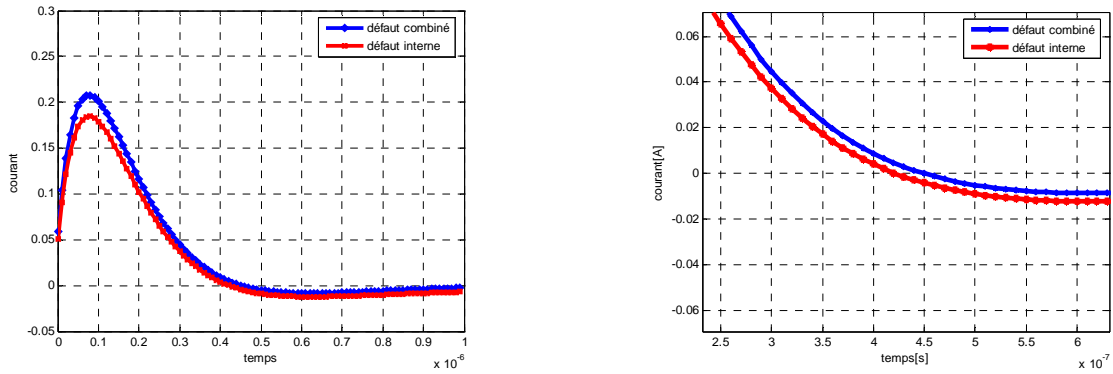 0.3
0.25
0.2
0.15
0.1
0.05
0
-0.05
courant
défaut combiné
défaut interne
0 0.1 0.2 0.3 0.4 0.5 0.6 0.7 0.8 0.9 1
temps
x 10-6
0.06
0.04
0.02
0
-0.02
-0.04
-0.06
courant[A]
défaut combiné
défaut interne
2.5 3 3.5 4 4.5 5 5.5 6
temps[s]
x 10-7